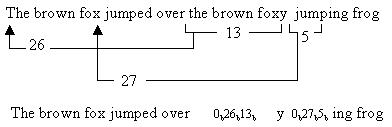 The brown fox jumped over the brown foxy jumping frog
26
13
5
27
The brown fox jumped over 0,26,13, y 0,27,5, ing frog